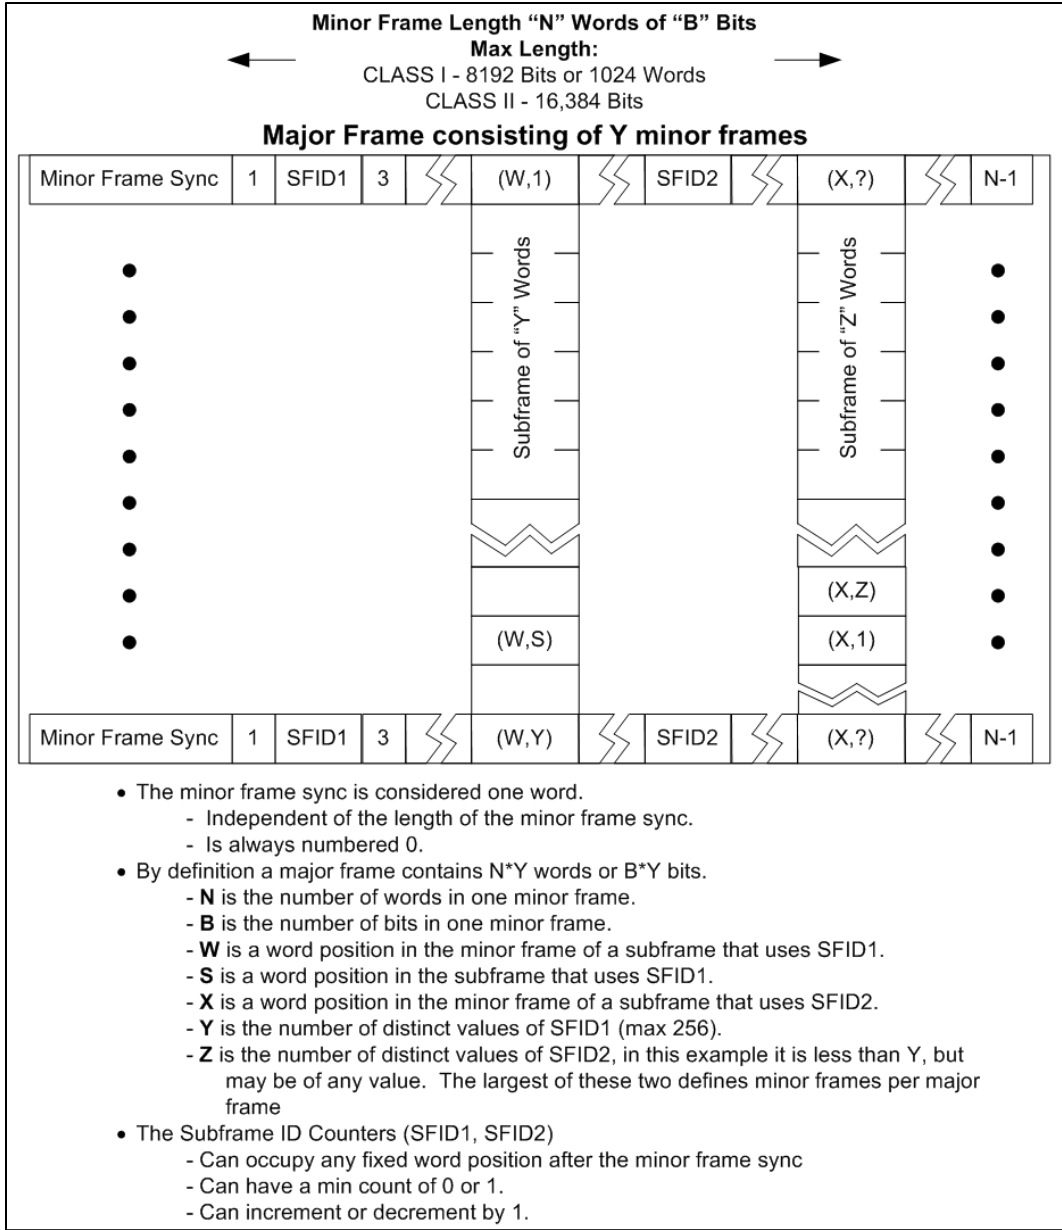 Minor Frame Length “N” Words of “B” Bits
Max Length:
CLASS I - 8192 Bits or 1024 Words
CLASS II - 16,384 Bits
Major Frame consisting of Y minor frames
Minor Frame Sync 1 SFID1 3 (W,1) SFID2 (X,?) N-1
Subframe of “Y” Words
Subframe of “Z” Words
(X,Z)
(W,S) (X,1)
Minor Frame Sync 1 SFID1 3 (W,Y) SFID2 (X,?) N-1
• The minor frame sync is considered one word.
- Independent of the length of the minor frame sync.
- Is always numbered 0.
• By definition a major frame contains N*Y words or B*Y bits.
- N is the number of words in one minor frame.
- B is the number of bits in one minor frame.
- W is a word position in the minor frame of a subframe that uses SFID1.
- S is a word position in the subframe that uses SFID1.
- X is a word position in the minor frame of a subframe that uses SFID2.
- Y is the number of distinct values of SFID1 (max 256).
- Z is the number of distinct values of SFID2, in this example it is less than Y, but
may be of any value. The largest of these two defines minor frames per major
frame
• The Subframe ID Counters (SFID1, SFID2)
- Can occupy any fixed word position after the minor frame sync
- Can have a min count of 0 or 1.
- Can increment or decrement by 1.